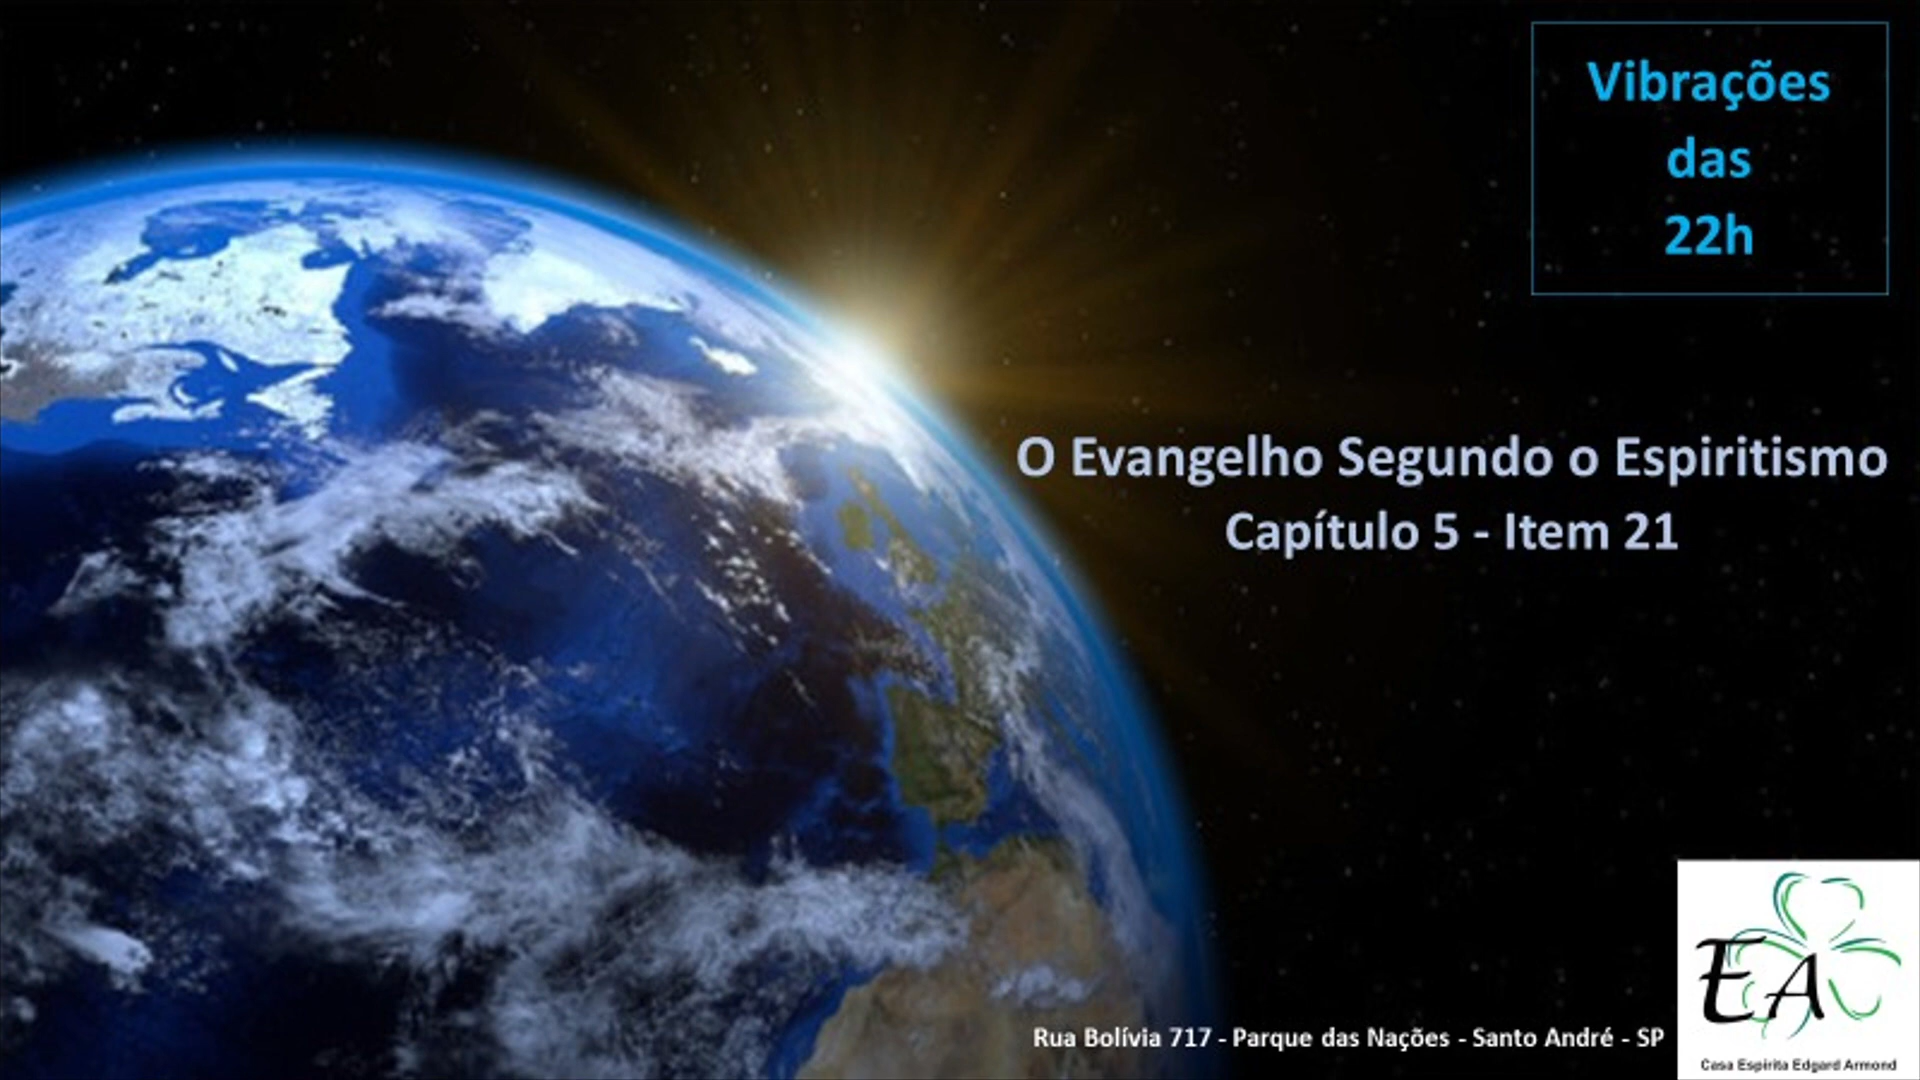 Vibrações
das
22h
O Evangelho Segundo o Espiritismo
Capítulo 5 - Item 21
Rua Bolívia 717 - Parque das Nações - Santo André - SP
EA
Casa Espírita Edgard Armond